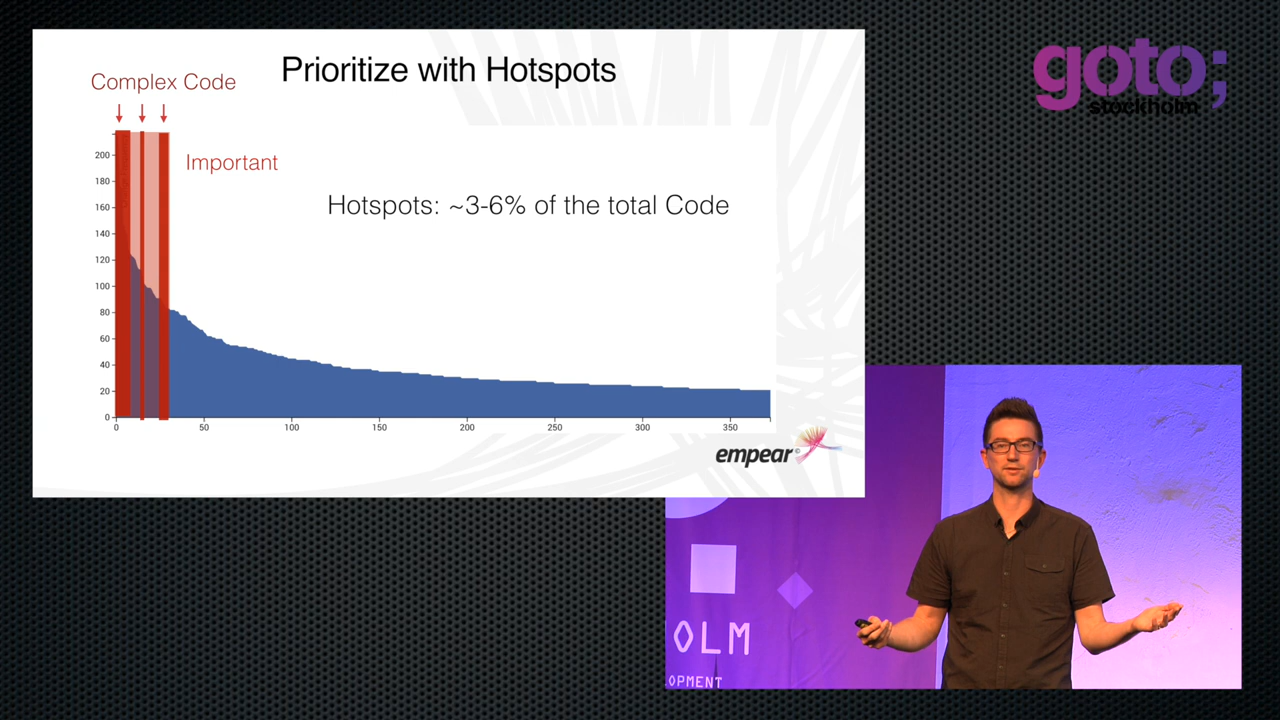 Prioritize with Hotspots
Complex Code
Important
Hotspots: ~3-6% of the total Code
200
180
160
140
120
100
80
60
40
20
0
0 50 100 150 200 250 300 350
empear
goto;
stockholm
OLM
OPMENT